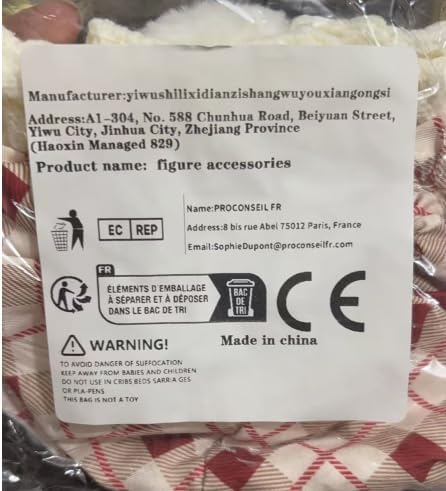 Manufacturer:yiwushilixidianzishangwuyouxiangongsi
Address:A1-304, No. 588 Chunhua Road, Beiyuan Street,
Yiwu City, Jinhua City, Zhejiang Province
(Haoxin Managed 829)
Product name: figure accessories
EC REP
Name:PROCONSEIL FR
Address:8 bis rue Abel 75012 Paris, France
Email:SophieDupont@proconseilfr.com
FR
ÉLÉMENTS D'EMBALLAGE
À SÉPARER ET À DÉPOSER
DANS LE BAC DE TRI
BAC
DE
TRI
CE
WARNING!
Made in china
TO AVOID DANGER OF SUFFOCATION
KEEP AWAY FROM BABIES AND CHILDREN
DO NOT USE IN CRIBS BEDS SARRIA GES
OR PLA-PENS
THIS BAG IS NOT A TOY